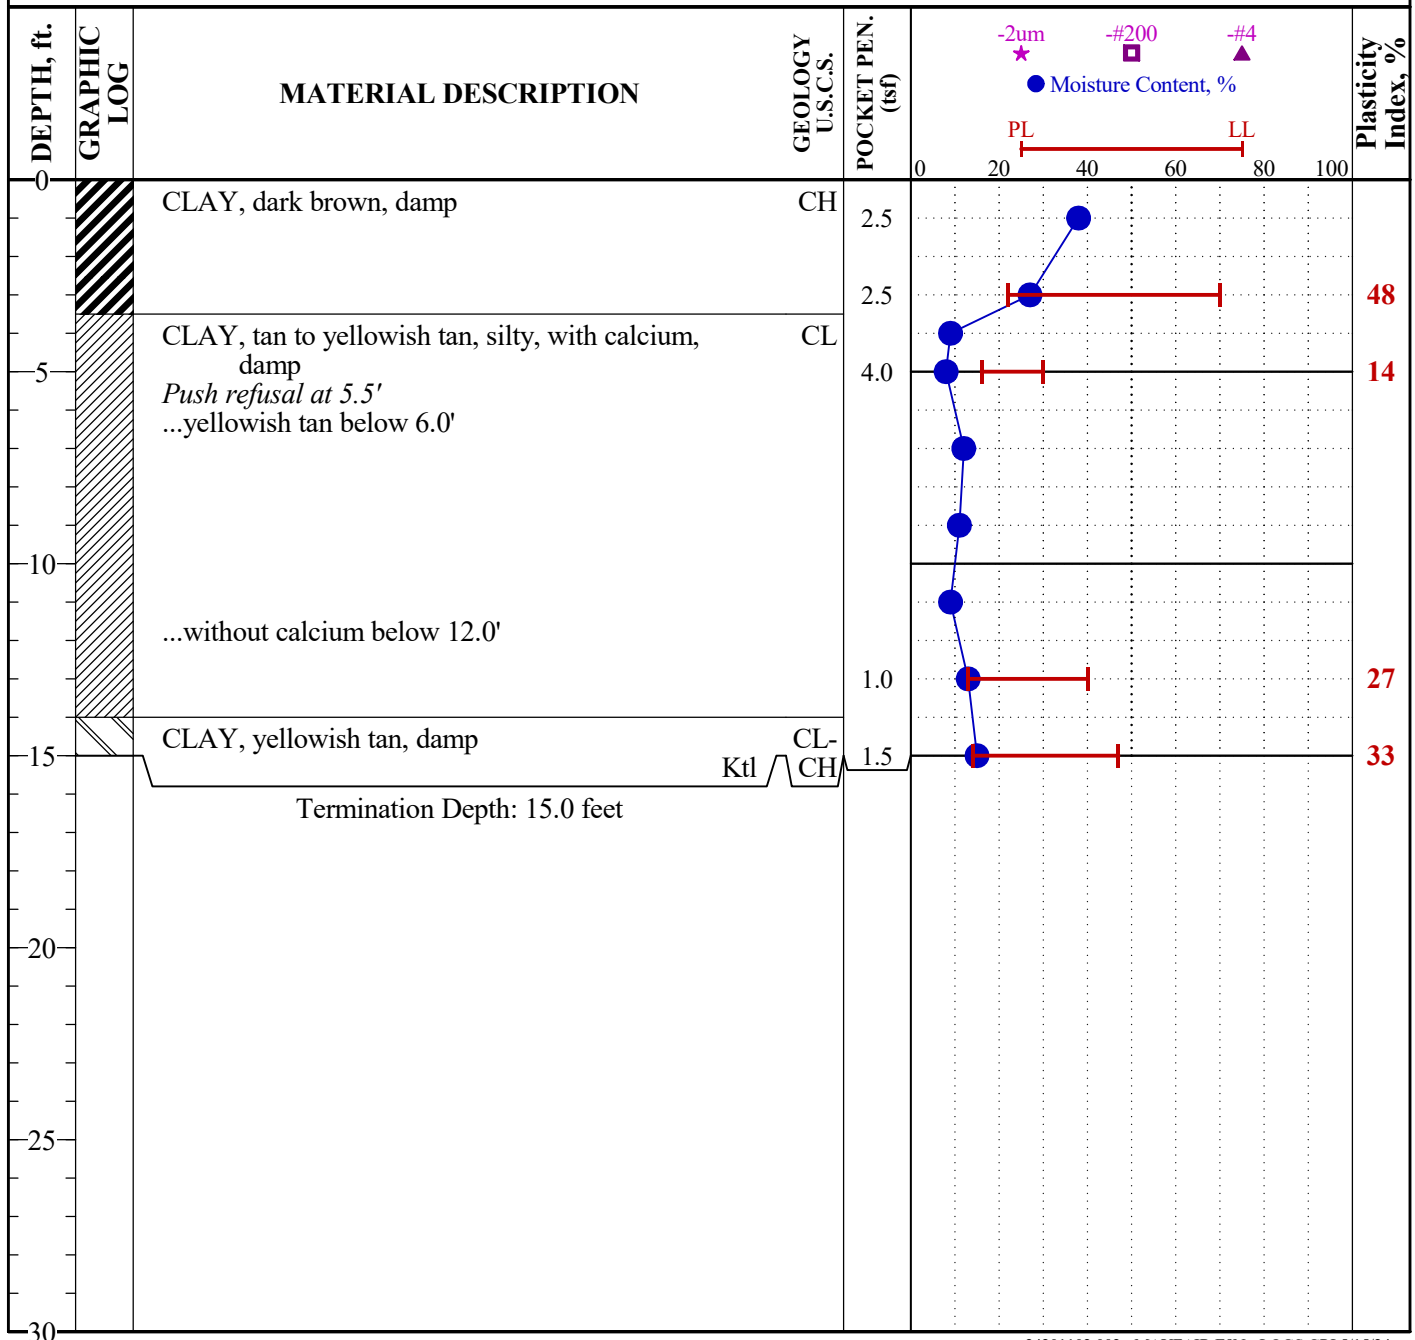 DEPTH, ft.
GRAPHIC
LOG
MATERIAL DESCRIPTION
GEOLOGY
U.S.C.S.
POCKET PEN.
(tsf)
-2um -#200 -#4
Moisture Content, %
PL LL
0 20 40 60 80 100
Plasticity
Index, %
0
CLAY, dark brown, damp CH 2.5
2.5 48
CLAY, tan to yellowish tan, silty, with calcium, CL
damp
5 4.0 14
Push refusal at 5.5'
...yellowish tan below 6.0'
10
...without calcium below 12.0'
1.0 27
CLAY, yellowish tan, damp CL-
15 Ktl CH 1.5 33
Termination Depth: 15.0 feet
20
25
30